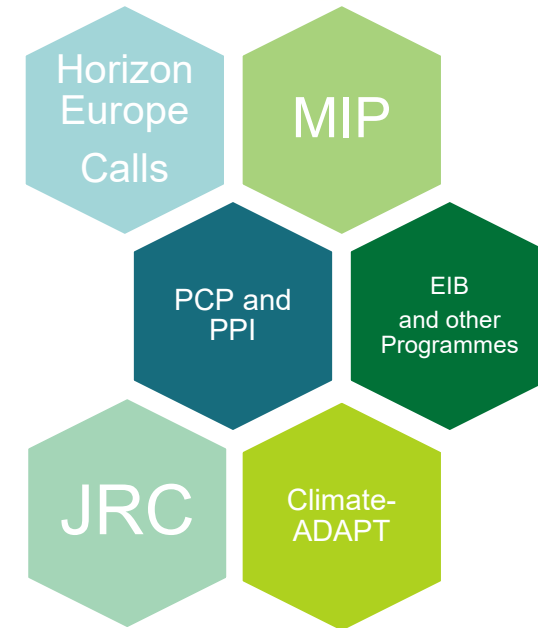 Horizon
Europe
Calls
MIP
PCP and
PPI
EIB
and other
Programmes
JRC
Climate-
ADAPT